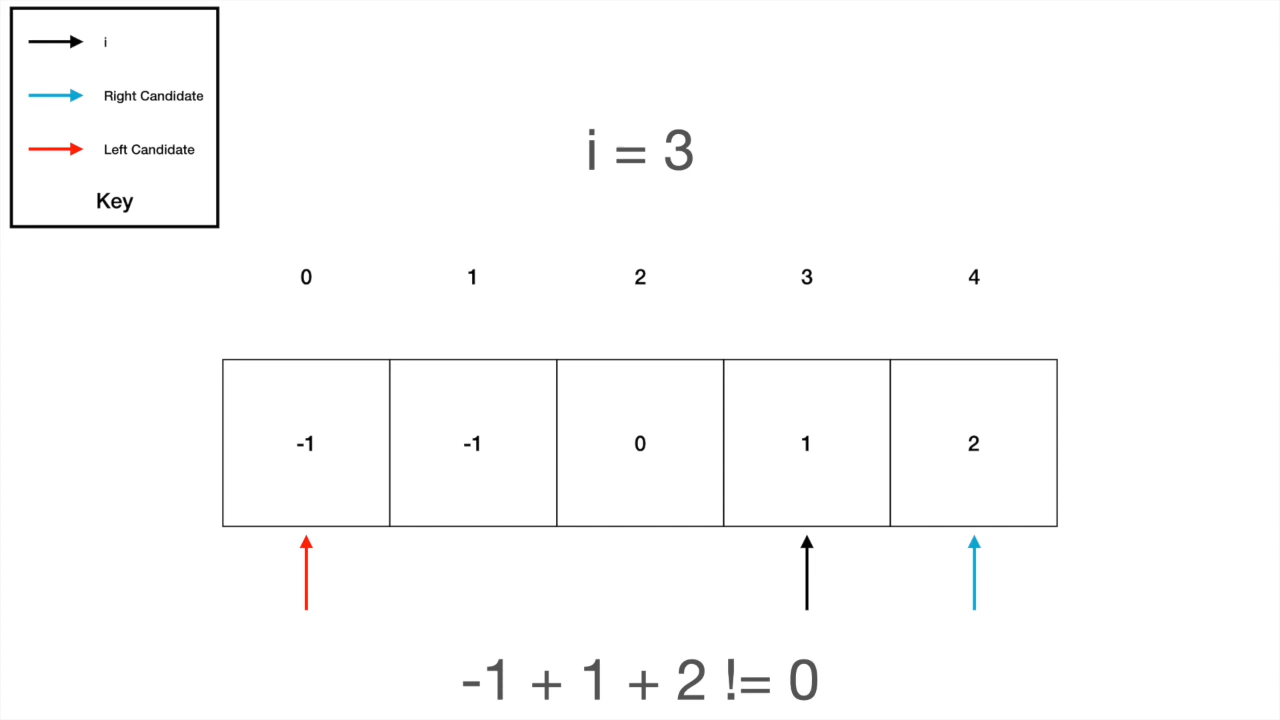 i
Right Candidate
Left Candidate
Key
i = 3
0 1 2 3 4
-1 -1 0 1 2
-1 + 1 + 2 != 0